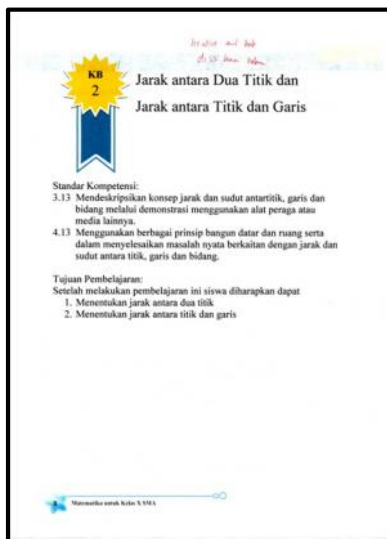 KB
2
Jarak antara Dua Titik dan
Jarak antara Titik dan Garis
Standar Kompetensi:
3.13 Mendeskripsikan konsep jarak dan sudut antartitik, garis dan
bidang melalui demonstrasi menggunakan alat peraga atau
media lainnya.
4.13 Menggunakan berbagai prinsip bangun datar dan ruang serta
dalam menyelesaikan masalah nyata berkaitan dengan jarak dan
sudut antara titik, garis dan bidang.
Tujuan Pembelajaran:
Setelah melakukan pembelajaran ini siswa diharapkan dapat
1. Menentukan jarak antara dua titik
2. Menentukan jarak antara titik dan garis
Matematika untuk Kelas X SMA